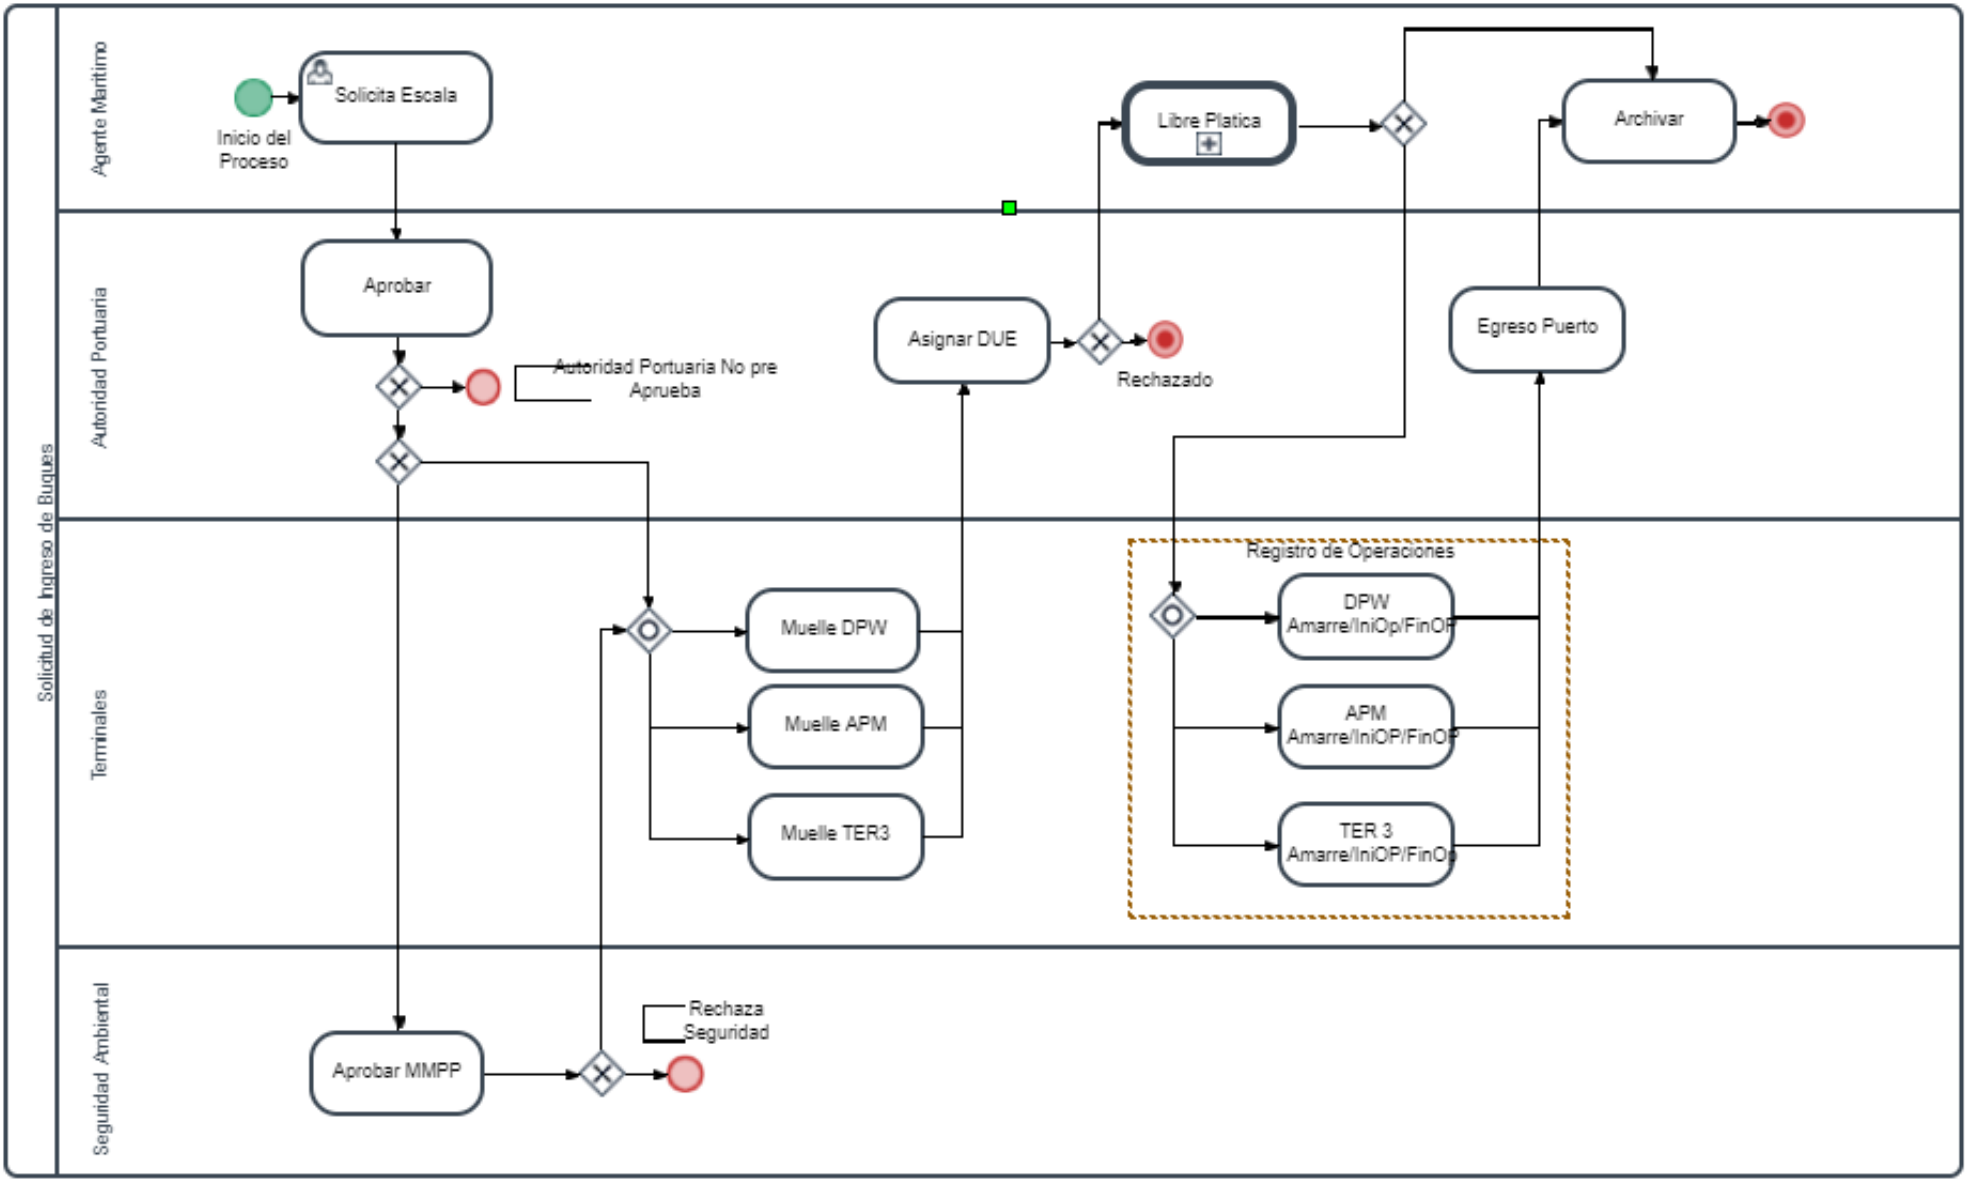 Solicitud de Ingreso de Buques
Agente Maritimo
Inicio del
Proceso
Solicita Escala
Libre Platica
Archivar
Autoridad Portuaria
Aprobar
Autoridad Portuaria No pre
Aprueba
Asignar DUE
Rechazado
Egreso Puerto
Terminales
Muelle DPW
Muelle APM
Muelle TER3
Registro de Operaciones
DPW
Amarre/IniOp/FinOP
APM
Amarre/IniOP/FinOP
TER 3
Amarre/IniOP/FinOp
Seguridad Ambiental
Aprobar MMPP
Rechaza
Seguridad